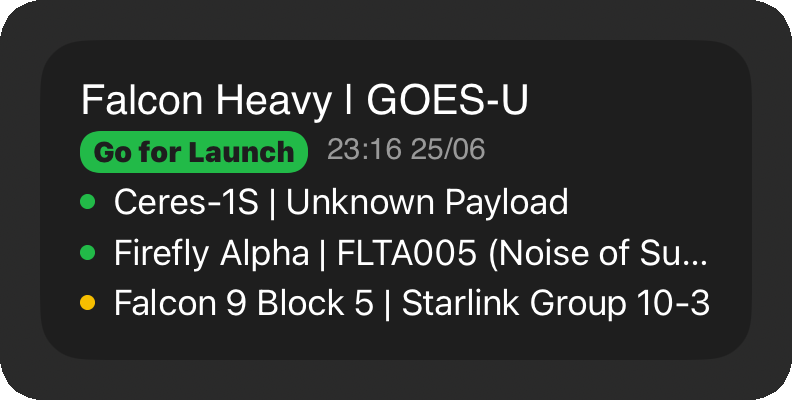 Falcon Heavy | GOES-U
Go for Launch 23:16 25/06
Ceres-1S | Unknown Payload
Firefly Alpha | FLTA005 (Noise of Su...
Falcon 9 Block 5 | Starlink Group 10-3